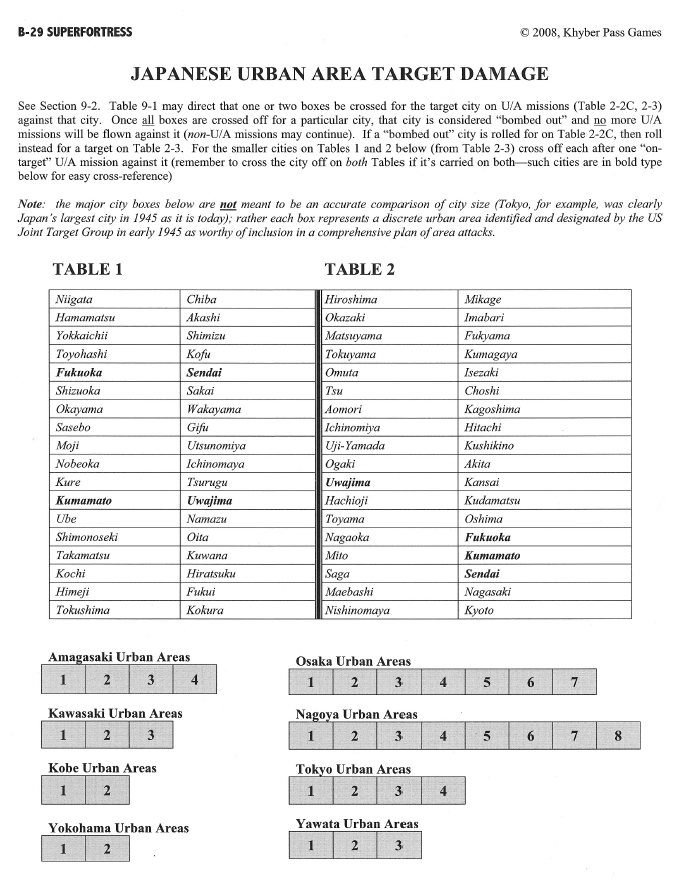 B-29 SUPERFORTRESS © 2008, Khyber Pass Games
JAPANESE URBAN AREA TARGET DAMAGE
See Section 9-2. Table 9-1 may direct that one or two boxes be crossed for the target city on U/A missions (Table 2-2C, 2-3)
against that city. Once all boxes are crossed off for a particular city, that city is considered “bombed out” and no more U/A
missions will be flown against it (non-U/A missions may continue). If a “bombed out” city is rolled for on Table 2-2C, then roll
instead for a target on Table 2-3. For the smaller cities on Tables 1 and 2 below (from Table 2-3) cross off each after one “on-
target” U/A mission against it (remember to cross the city off on both Tables if it’s carried on both—such cities are in bold type
below for easy cross-reference)
Note: the major city boxes below are not meant to be an accurate comparison of city size (Tokyo, for example, was clearly
Japan’s largest city in 1945 as it is today); rather each box represents a discrete urban area identified and designated by the US
Joint Target Group in early 1945 as worthy of inclusion in a comprehensive plan of area attacks.
TABLE 1 TABLE 2
Niigata Chiba Hiroshima Mikage
Hamamatsu Akashi Okazaki Imabari
Yokkaichii Shimizu Matsuyama Fukyama
Toyohashi Kofu Tokuyama Kumagaya
Fukuoka Sendai Omuta Isezaki
Shizuoka Sakai Tsu Choshi
Okayama Wakayama Aomori Kagoshima
Sasebo Gifu Ichinomiya Hitachi
Moji Utsunomiya Uji-Yamada Kushikino
Nobeoka Ichinomaya Ogaki Akita
Kure Tsurugu Uwajima Kansai
Kumamato Uwajima Hachioji Kudamatsu
Ube Namazu Toyama Oshima
Shimonoseki Oita Nagaoka Fukuoka
Takamatsu Kuwana Mito Kumamato
Kochi Hiratsuku Saga Sendai
Himeji Fukui Maebashi Nagasaki
Tokushima Kokura Nishinomaya Kyoto
Amagasaki Urban Areas
1 2 3 4
Kawasaki Urban Areas
1 2 3
Kobe Urban Areas
1 2
Yokohama Urban Areas
1 2
Osaka Urban Areas
1 2 3 4 5 6 7
Nagoya Urban Areas
1 2 3 4 5 6 7 8
Tokyo Urban Areas
1 2 3 4
Yawata Urban Areas
1 2 3